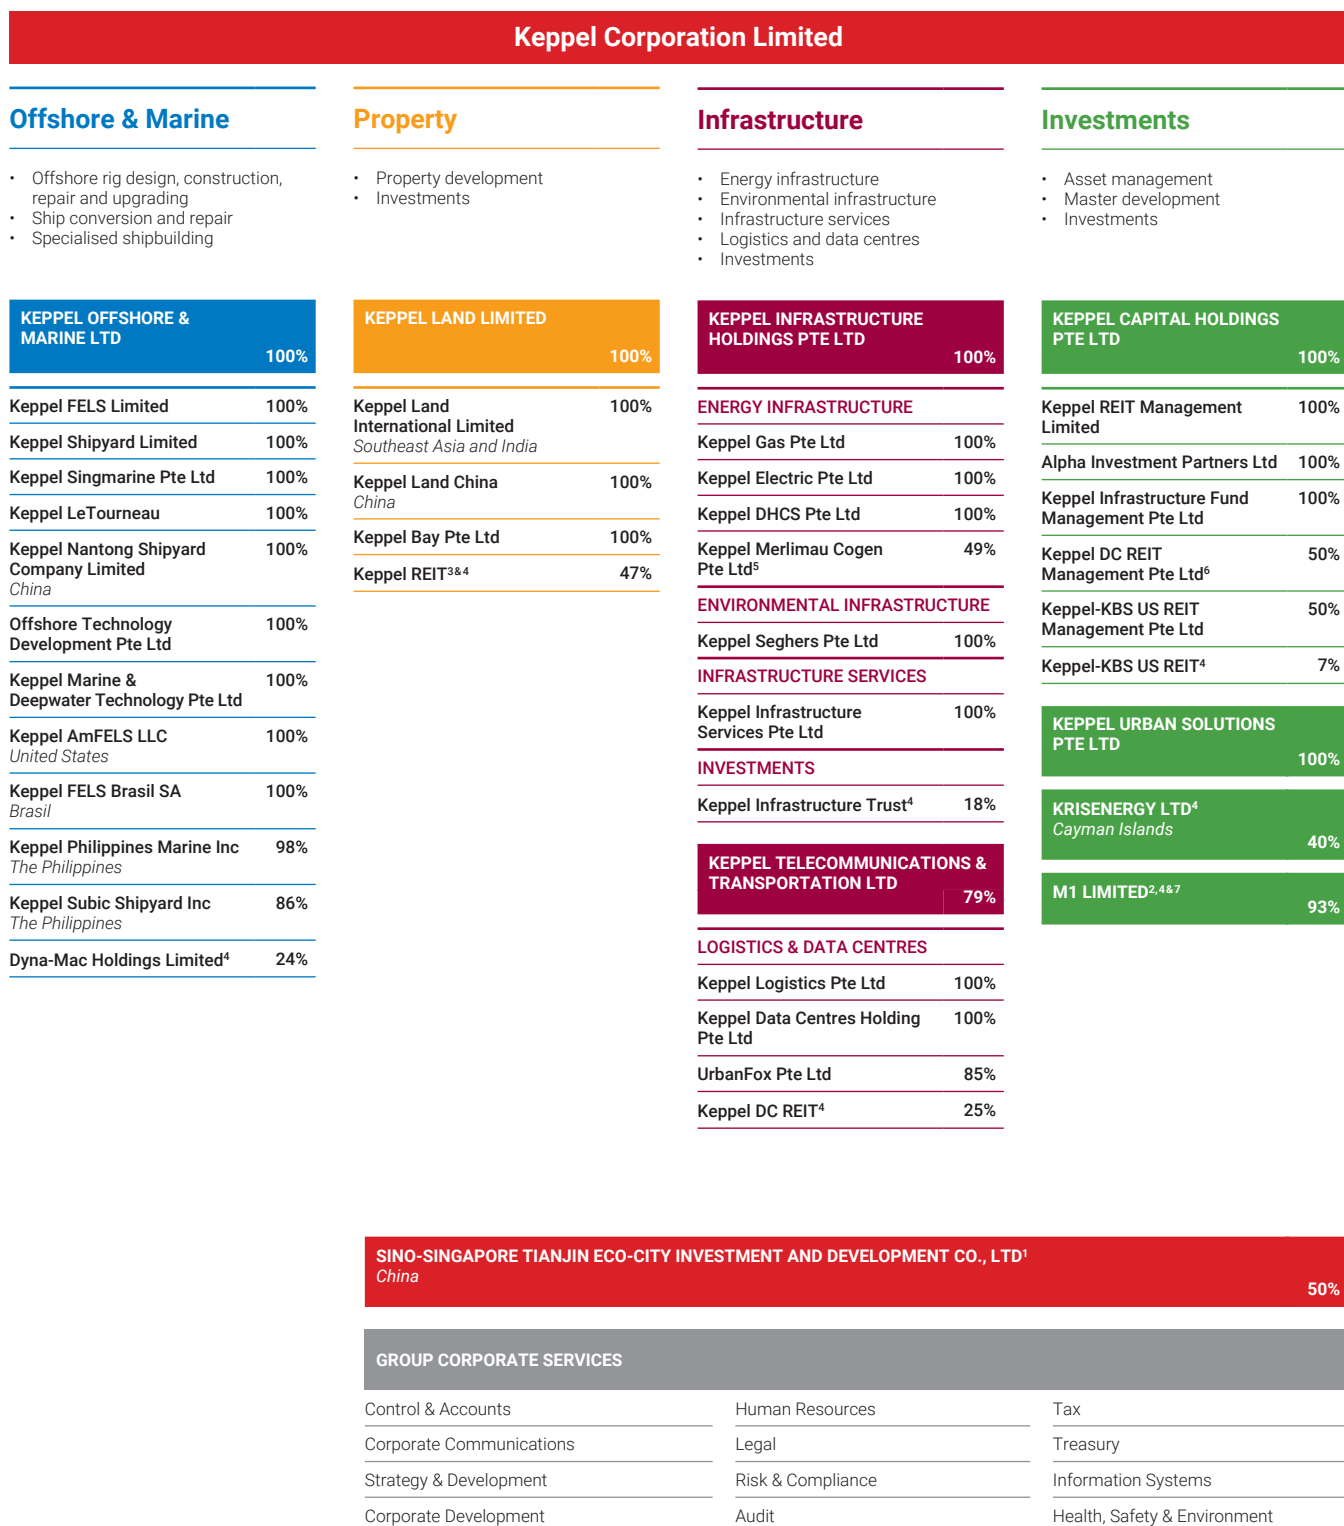 Keppel Corporation Limited
Offshore & Marine
• Offshore rig design, construction,
repair and upgrading
• Ship conversion and repair
• Specialised shipbuilding
KEPPEL OFFSHORE &
MARINE LTD
100%
Keppel FELS Limited 100%
Keppel Shipyard Limited 100%
Keppel Singmarine Pte Ltd 100%
Keppel LeTourneau 100%
Keppel Nantong Shipyard 100%
Company Limited
China
Offshore Technology 100%
Development Pte Ltd
Keppel Marine & 100%
Deepwater Technology Pte Ltd
Keppel AmFELS LLC 100%
United States
Keppel FELS Brasil SA 100%
Brasil
Keppel Philippines Marine Inc 98%
The Philippines
Keppel Subic Shipyard Inc 86%
The Philippines
Dyna-Mac Holdings Limited⁴ 24%
Property
• Property development
• Investments
KEPPEL LAND LIMITED
100%
Keppel Land 100%
International Limited
Southeast Asia and India
Keppel Land China 100%
China
Keppel Bay Pte Ltd 100%
Keppel REIT³&⁴ 47%
Infrastructure
• Energy infrastructure
• Environmental infrastructure
• Infrastructure services
• Logistics and data centres
• Investments
KEPPEL INFRASTRUCTURE
HOLDINGS PTE LTD
100%
ENERGY INFRASTRUCTURE
Keppel Gas Pte Ltd 100%
Keppel Electric Pte Ltd 100%
Keppel DHCS Pte Ltd 100%
Keppel Merlimau Cogen 49%
Pte Ltd⁵
ENVIRONMENTAL INFRASTRUCTURE
Keppel Seghers Pte Ltd 100%
INFRASTRUCTURE SERVICES
Keppel Infrastructure 100%
Services Pte Ltd
INVESTMENTS
Keppel Infrastructure Trust⁴ 18%
KEPPEL TELECOMMUNICATIONS &
TRANSPORTATION LTD
79%
LOGISTICS & DATA CENTRES
Keppel Logistics Pte Ltd 100%
Keppel Data Centres Holding 100%
Pte Ltd
UrbanFox Pte Ltd 85%
Keppel DC REIT⁴ 25%
Investments
• Asset management
• Master development
• Investments
KEPPEL CAPITAL HOLDINGS
PTE LTD
100%
Keppel REIT Management 100%
Limited
Alpha Investment Partners Ltd 100%
Keppel Infrastructure Fund 100%
Management Pte Ltd
Keppel DC REIT 50%
Management Pte Ltd⁶
Keppel-KBS US REIT 50%
Management Pte Ltd
Keppel-KBS US REIT⁴ 7%
KEPPEL URBAN SOLUTIONS
PTE LTD
100%
KRISENERGY LTD⁴
Cayman Islands
40%
M1 LIMITED²,⁴&⁷
93%
SINO-SINGAPORE TIANJIN ECO-CITY INVESTMENT AND DEVELOPMENT CO., LTD¹
China
50%
GROUP CORPORATE SERVICES
Control & Accounts Human Resources Tax
Corporate Communications Legal Treasury
Strategy & Development Risk & Compliance Information Systems
Corporate Development Audit Health, Safety & Environment